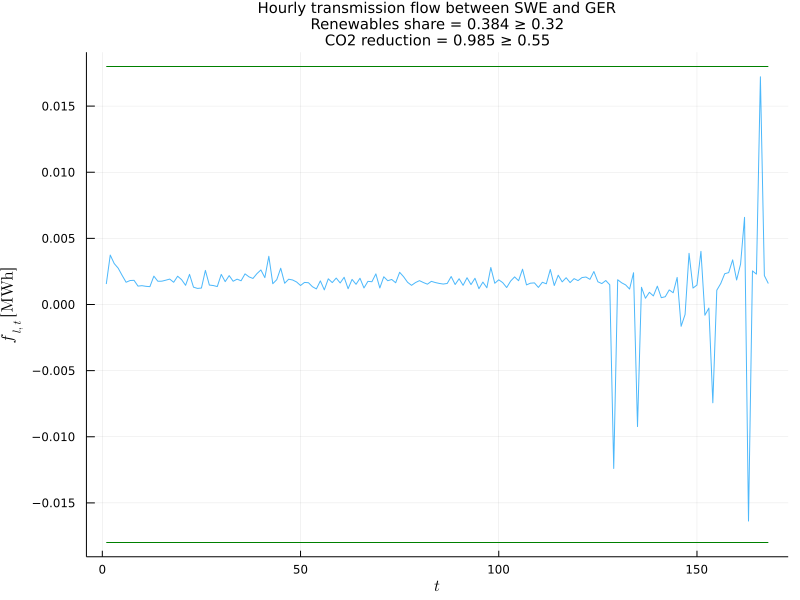 Hourly transmission flow between SWE and GER
Renewables share = 0.384 ≥ 0.32
CO2 reduction = 0.985 ≥ 0.55
0.015
0.010
0.005
0.000
−0.005
−0.010
−0.015
f_{l,t} [MWh]
0 50 100 150
t